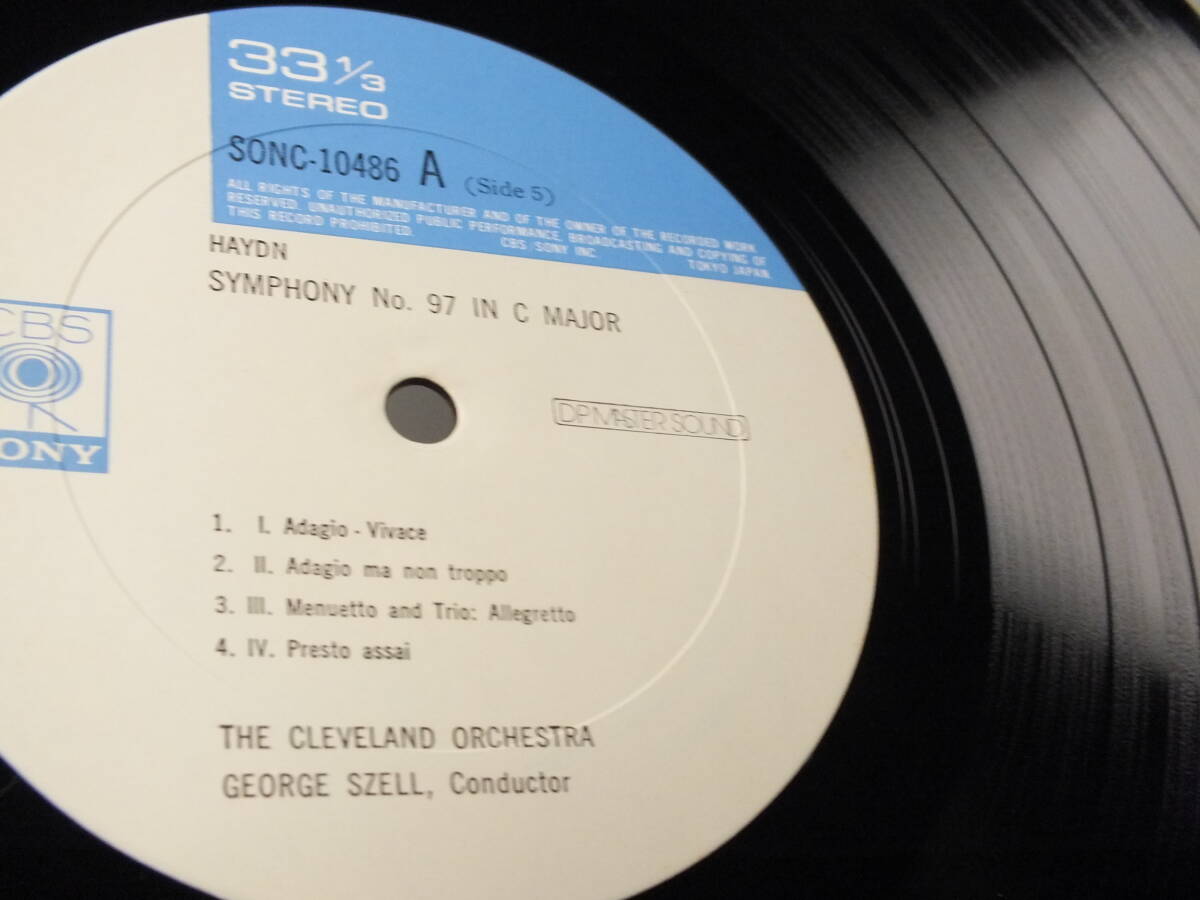 33 1/3
STEREO
SONC-10486 A (Side 5)
ALL RIGHTS OF THE MANUFACTURER AND OF THE OWNER OF THE RECORDED WORK
RESERVED. UNAUTHORIZED PUBLIC PERFORMANCE, BROADCASTING AND COPYING OF
THIS RECORD PROHIBITED. CBS/SONY INC. TOKYO JAPAN.
HAYDN
SYMPHONY No. 97 IN C MAJOR
CBS
ONY
DP MASTER SOUND
1. I. Adagio - Vivace
2. II. Adagio ma non troppo
3. III. Menuetto and Trio: Allegretto
4. IV. Presto assai
THE CLEVELAND ORCHESTRA
GEORGE SZELL, Conductor